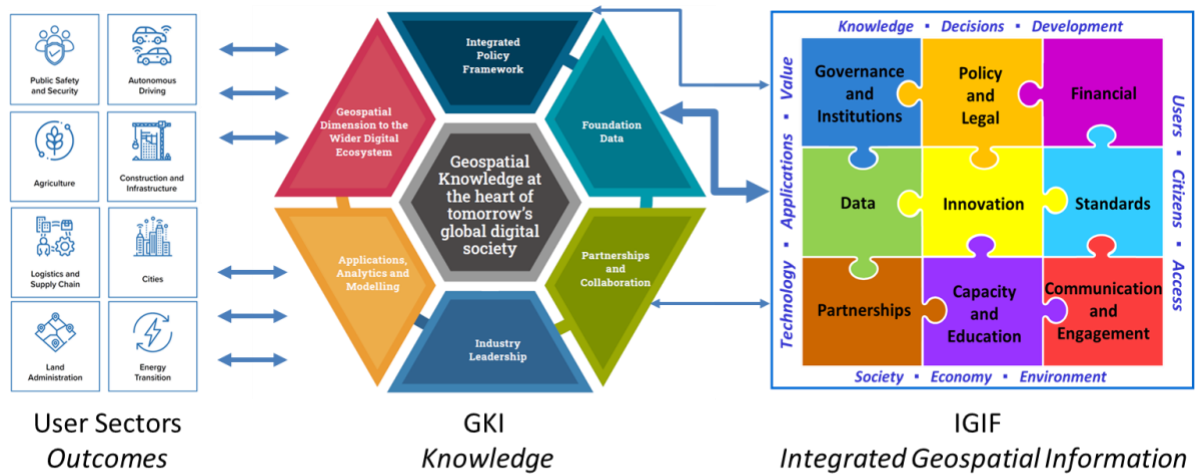 Public Safety
and Security
Autonomous
Driving
Agriculture
Construction and
Infrastructure
Logistics and
Supply Chain
Cities
Land
Administration
Energy
Transition
User Sectors
Outcomes
Integrated
Policy
Framework
Geospatial
Dimension to the
Wider Digital
Ecosystem
Foundation
Data
Geospatial
Knowledge at
the heart of
tomorrow's
global digital
society
Applications,
Analytics and
Modelling
Partnerships
and
Collaboration
Industry
Leadership
GKI
Knowledge
Knowledge ▪ Decisions ▪ Development
Technology ▪ Applications ▪ Value
Users ▪ Citizens ▪ Access
Governance
and
Institutions
Policy
and
Legal
Financial
Data
Innovation
Standards
Partnerships
Capacity
and
Education
Communication
and
Engagement
Society ▪ Economy ▪ Environment
IGIF
Integrated Geospatial Information